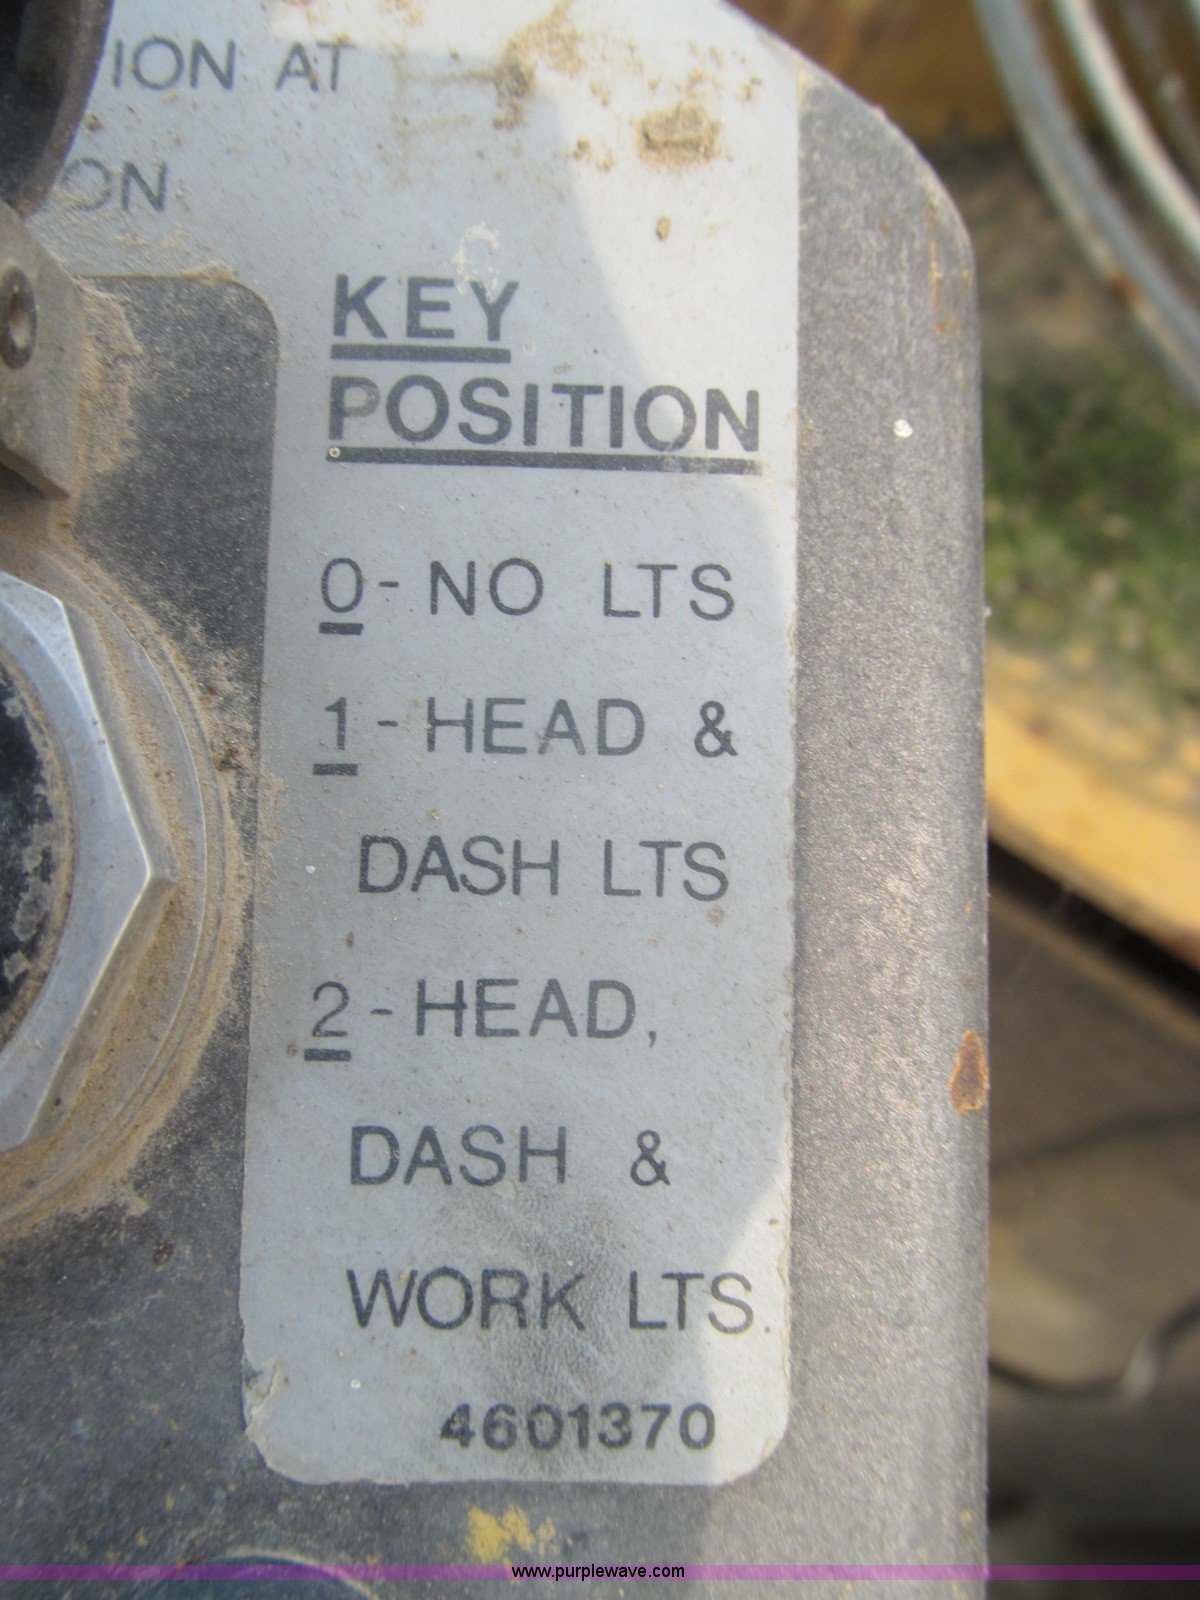 ION AT
ON
KEY
POSITION
0-NO LTS
1-HEAD &
DASH LTS
2-HEAD,
DASH &
WORK LTS.
4601370
www.purplewave.com